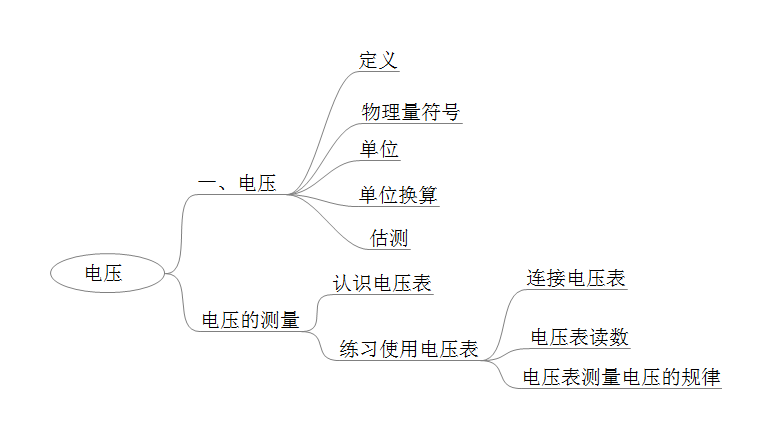 电压
一、电压
定义
物理量符号
单位
单位换算
估测
电压的测量
认识电压表
练习使用电压表
连接电压表
电压表读数
电压表测量电压的规律